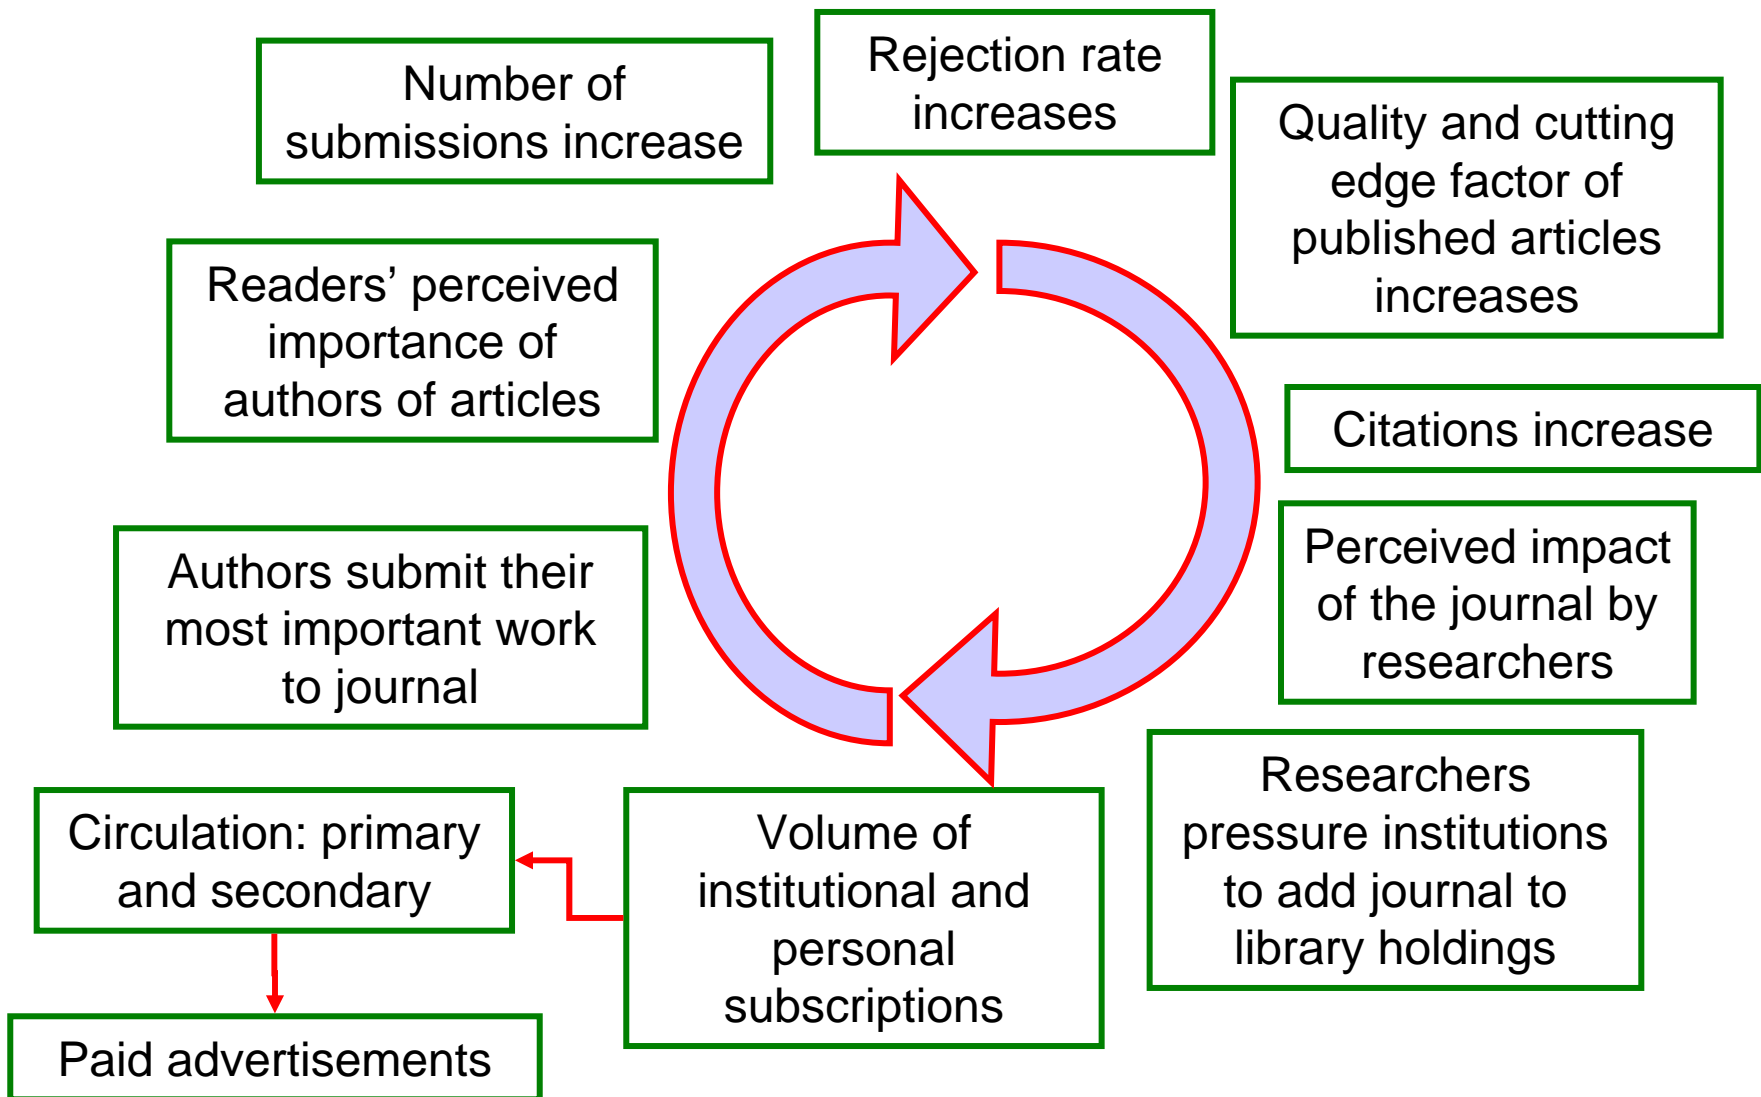 Number of
submissions increase
Rejection rate
increases
Quality and cutting
edge factor of
published articles
increases
Readers’ perceived
importance of
authors of articles
Citations increase
Perceived impact
of the journal by
researchers
Authors submit their
most important work
to journal
Researchers
pressure institutions
to add journal to
library holdings
Volume of
institutional and
personal
subscriptions
Circulation: primary
and secondary
Paid advertisements